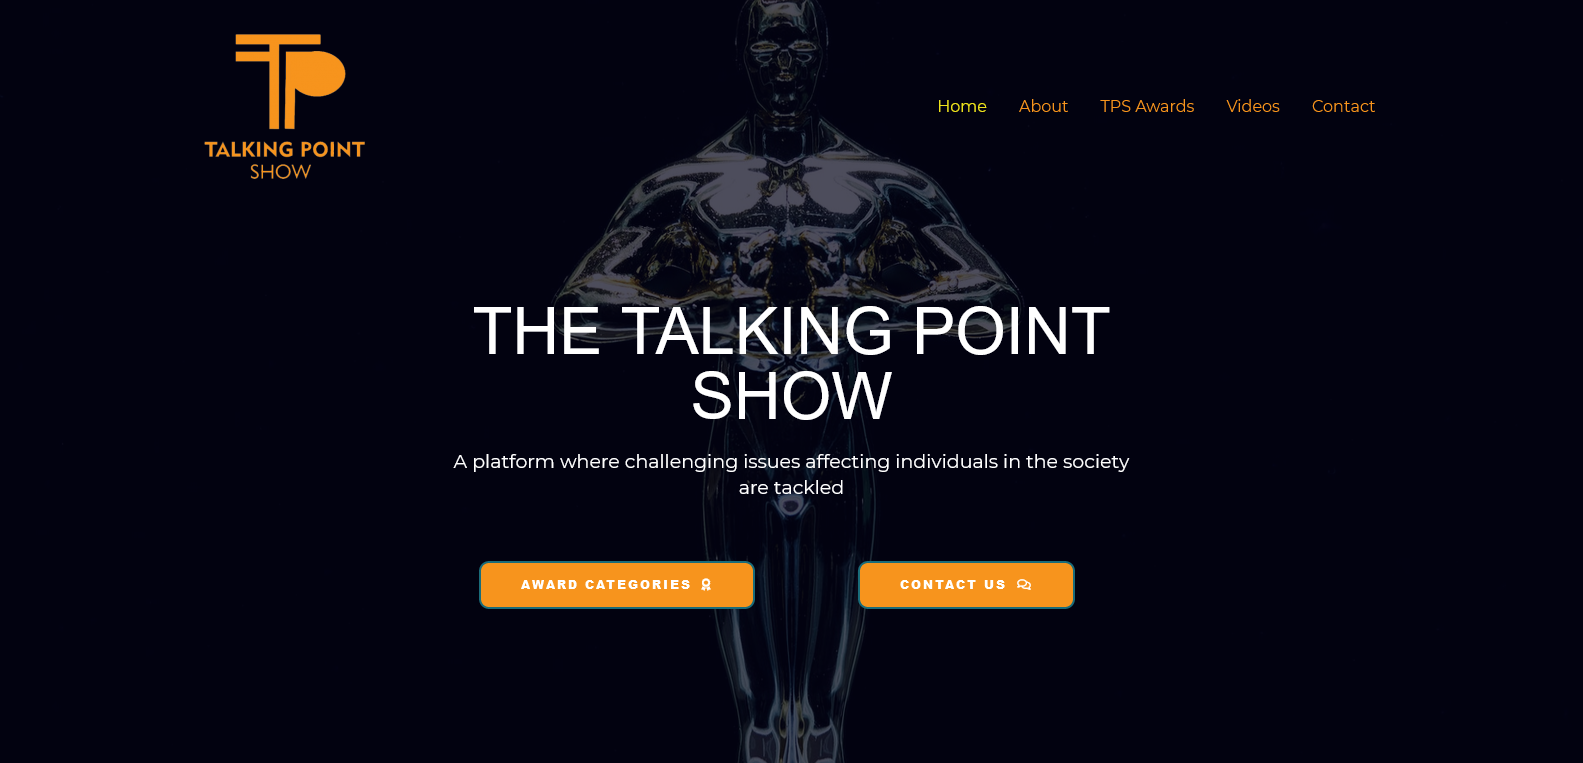 TP
TALKING POINT
SHOW
Home About TPS Awards Videos Contact
THE TALKING POINT
SHOW
A platform where challenging issues affecting individuals in the society
are tackled
AWARD CATEGORIES
CONTACT US